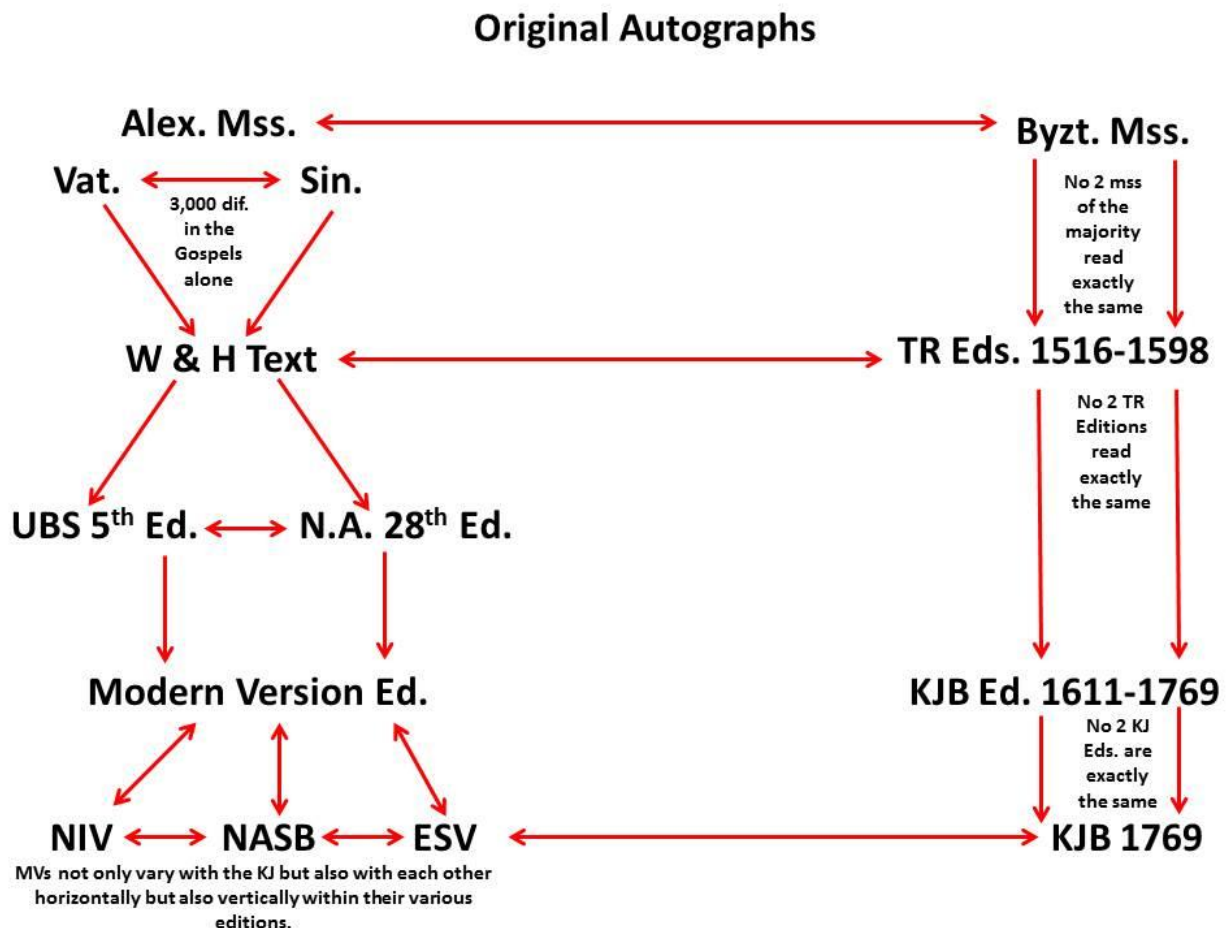 Original Autographs
Alex. Mss.
Byzt. Mss.
Vat.
Sin.
3,000 dif.
in the
Gospels
alone
No 2 mss
of the
majority
read
exactly
the same
W & H Text
TR Eds. 1516-1598
No 2 TR
Editions
read
exactly
the same
UBS 5th Ed.
N.A. 28th Ed.
Modern Version Ed.
KJB Ed. 1611-1769
No 2 KJ
Eds. are
exactly
the same
NIV
NASB
ESV
KJB 1769
MVs not only vary with the KJ but also with each other
horizontally but also vertically within their various
editions.